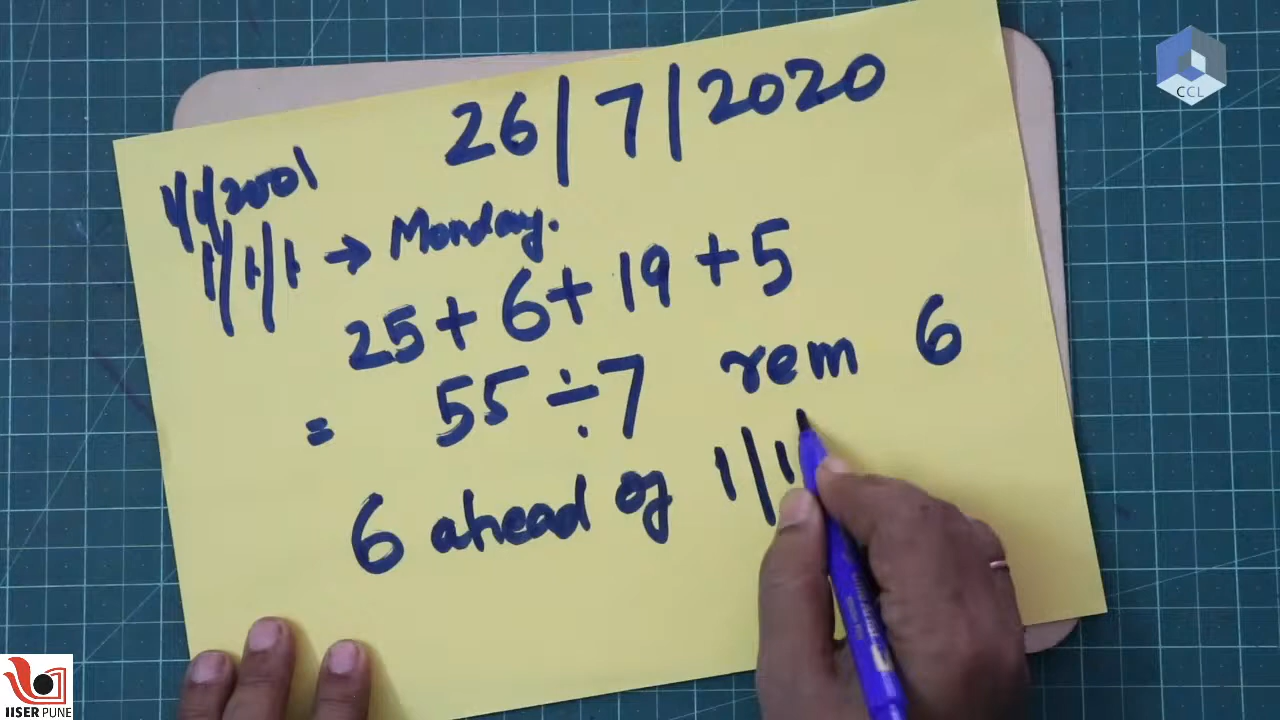 26/7/2020
1/1/2001
1/1/1 → Monday.
25+6+19+5
= 55÷7 rem 6
6 ahead of 1/1
CCL
IISER PUNE